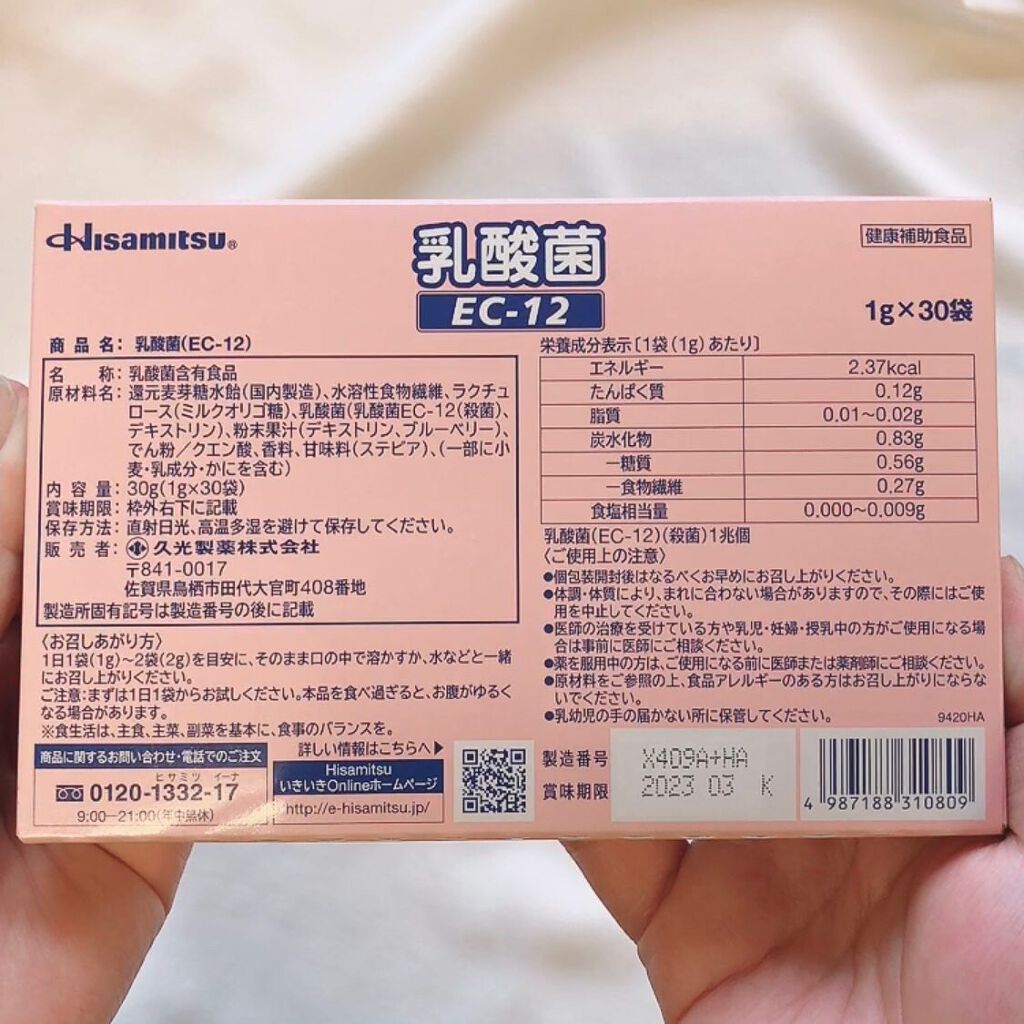 Hisamitsu®
乳酸菌
EC-12
健康補助食品
1g×30袋
商品名: 乳酸菌(EC-12)
名称: 乳酸菌含有食品
原材料名: 還元麦芽糖水飴(国内製造)、水溶性食物繊維、ラクチュ
ロース(ミルクオリゴ糖)、乳酸菌(乳酸菌EC-12(殺菌)、
デキストリン)、粉末果汁(デキストリン、ブルーベリー)、
でん粉/クエン酸、香料、甘味料(ステビア)、(一部に小
麦・乳成分・かにを含む)
内容量: 30g(1g×30袋)
賞味期限: 枠外右下に記載
保存方法: 直射日光、高温多湿を避けて保存してください。
販売者: 久光製薬株式会社
〒841-0017
佐賀県鳥栖市田代大官町408番地
製造所固有記号は製造番号の後に記載
〈お召しあがり方〉
1日1袋(1g)~2袋(2g)を目安に、そのまま口の中で溶かすか、水などと一緒
にお召し上がりください。
ご注意:まずは1日1袋からお試しください。本品を食べ過ぎると、お腹がゆるく
なる場合があります。
※食生活は、主食、主菜、副菜を基本に、食事のバランスを。
商品に関するお問い合わせ・電話でのご注文
ヒサミツ イーナ
0120-1332-17
9:00―21:00(年中無休)
詳しい情報はこちらへ▶
Hisamitsu
いきいきOnlineホームページ
http://e-hisamitsu.jp/
栄養成分表示〔1袋(1g)あたり〕
エネルギー 2.37kcal
たんぱく質 0.12g
脂質 0.01~0.02g
炭水化物 0.83g
―糖質 0.56g
―食物繊維 0.27g
食塩相当量 0.000~0.009g
乳酸菌(EC-12)(殺菌)1兆個
〈ご使用上の注意〉
●個包装開封後はなるべくお早めにお召し上がりください。
●体調・体質により、まれに合わない場合がありますので、その際にはご使
用を中止してください。
●医師の治療を受けている方や乳児・妊婦・授乳中の方がご使用になる場
合は事前に医師にご相談ください。
●薬を服用中の方は、ご使用になる前に医師または薬剤師にご相談ください。
●原材料をご参照の上、食品アレルギーのある方はお召し上がりにならな
いでください。
●乳幼児の手の届かない所に保管してください。
9420HA
製造番号 X409A+HA
賞味期限 2023 03 K
4 987188 310809